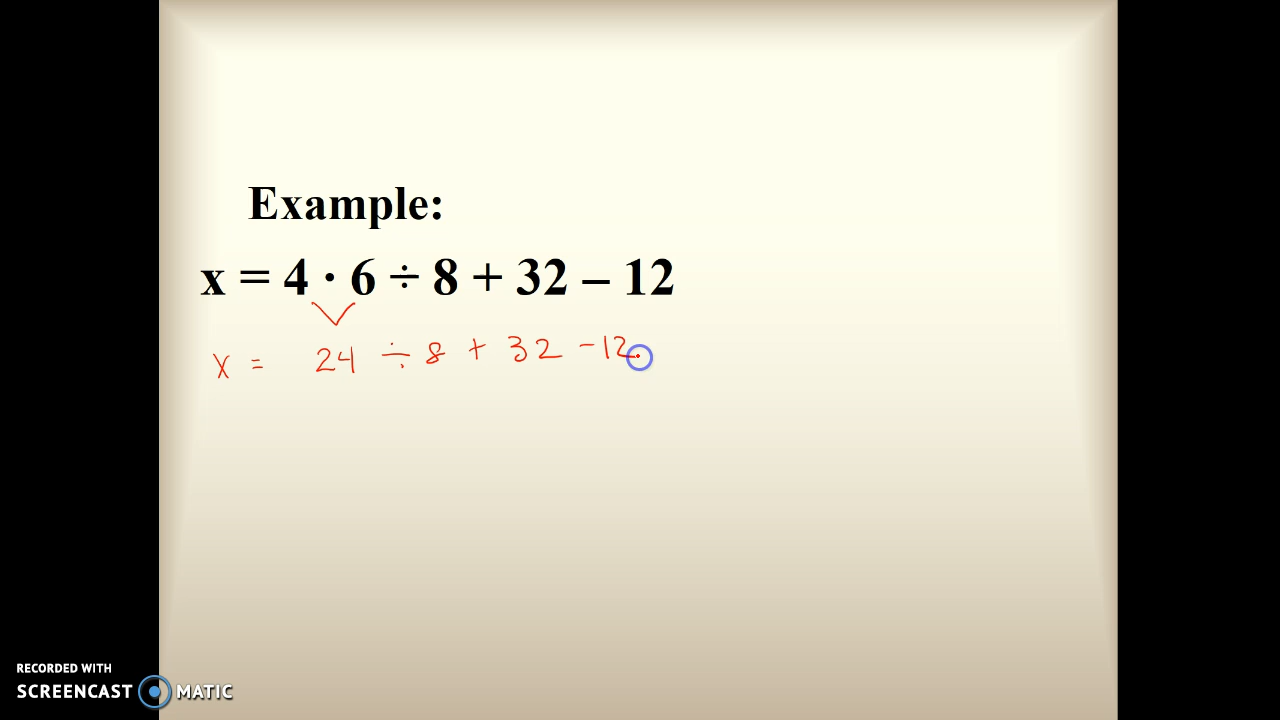 Example:
x = 4 · 6 ÷ 8 + 32 – 12
x = 24 ÷ 8 + 32 - 12
RECORDED WITH
SCREENCAST MATIC